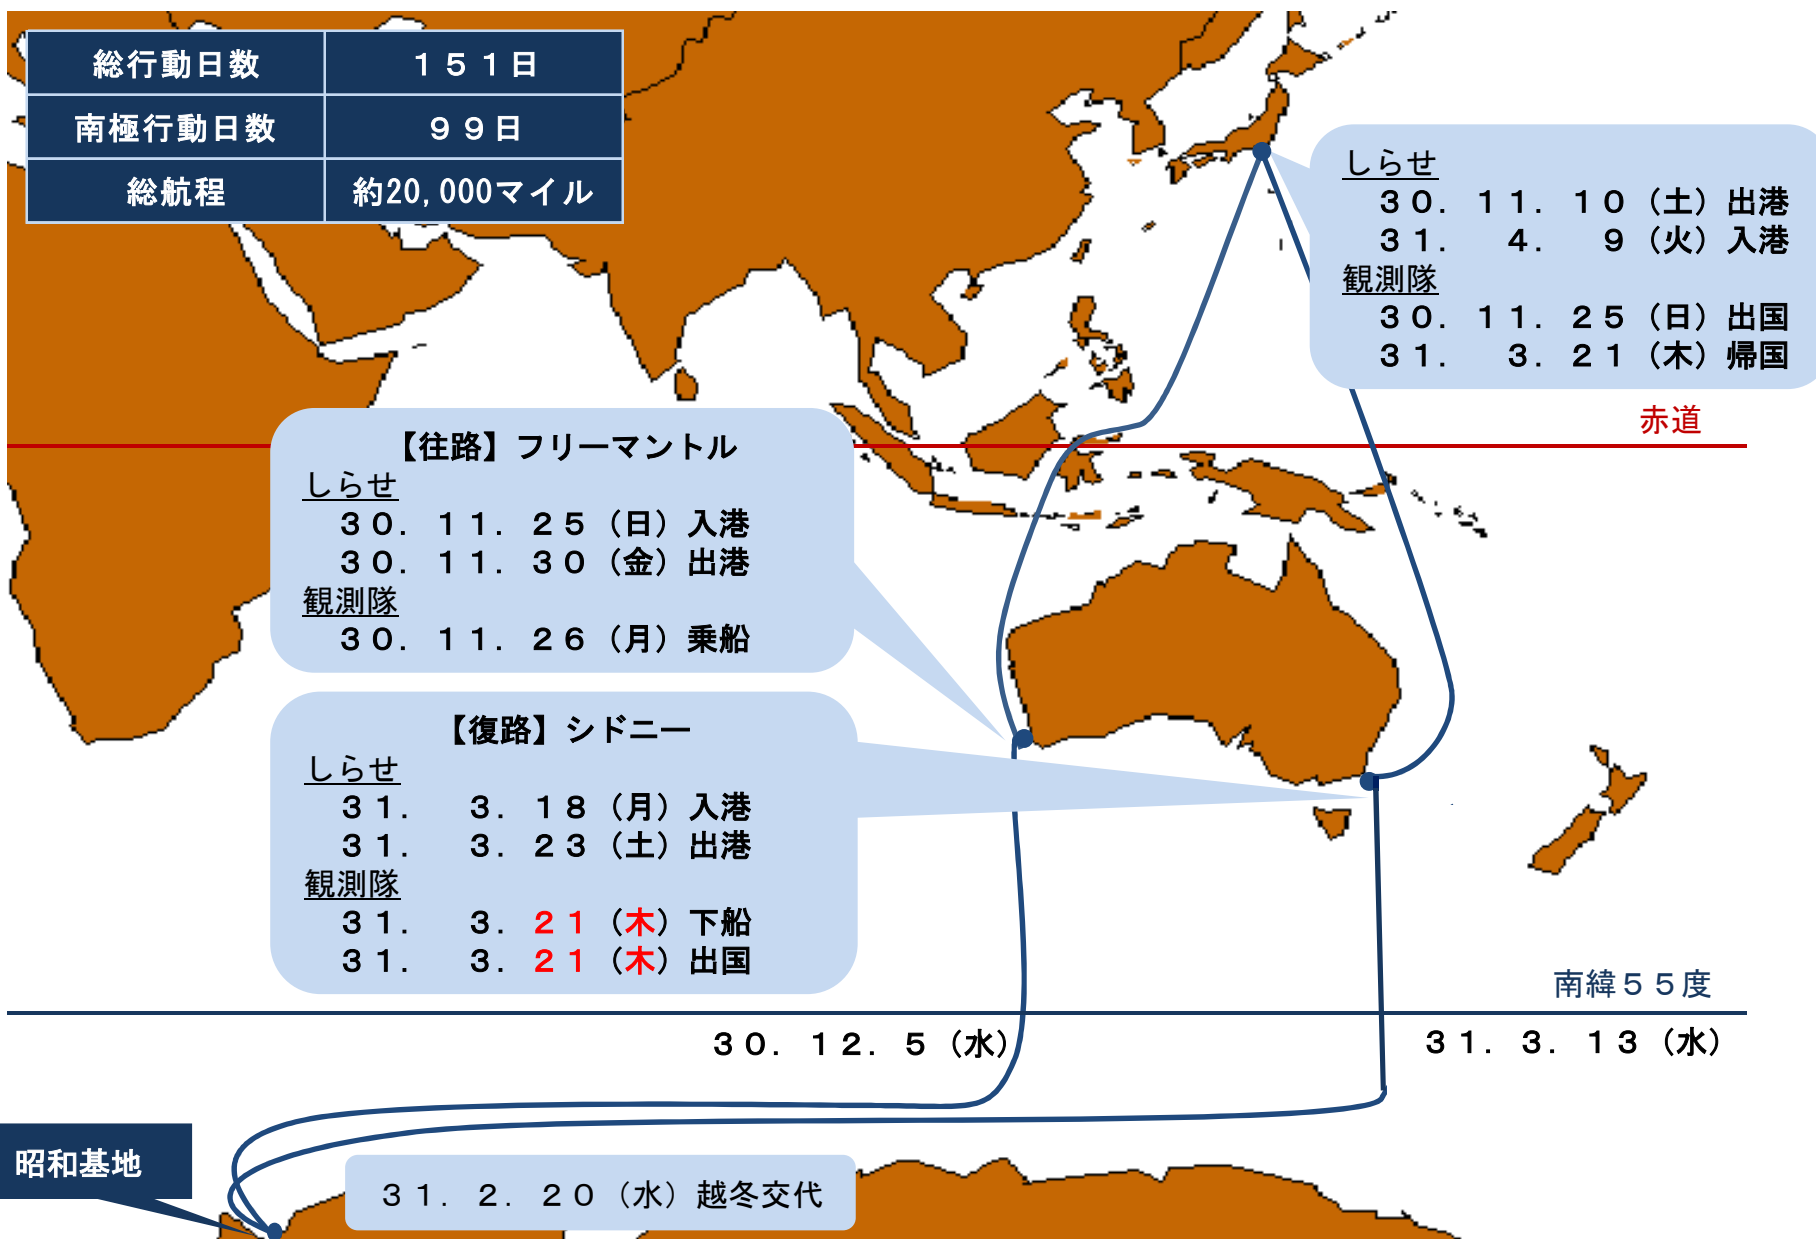 総行動日数 １５１日
南極行動日数 ９９日
総航程 約20,000マイル
しらせ
３０．１１．１０（土）出港
３１．　４．　９（火）入港
観測隊
３０．１１．２５（日）出国
３１．　３．２１（木）帰国
赤道
【往路】フリーマントル
しらせ
３０．１１．２５（日）入港
３０．１１．３０（金）出港
観測隊
３０．１１．２６（月）乗船
【復路】シドニー
しらせ
３１．　３．１８（月）入港
３１．　３．２３（土）出港
観測隊
３１．　３．２１（木）下船
３１．　３．２１（木）出国
南緯５５度
３０．１２．５（水）
３１．３．１３（水）
昭和基地
３１．２．２０（水）越冬交代